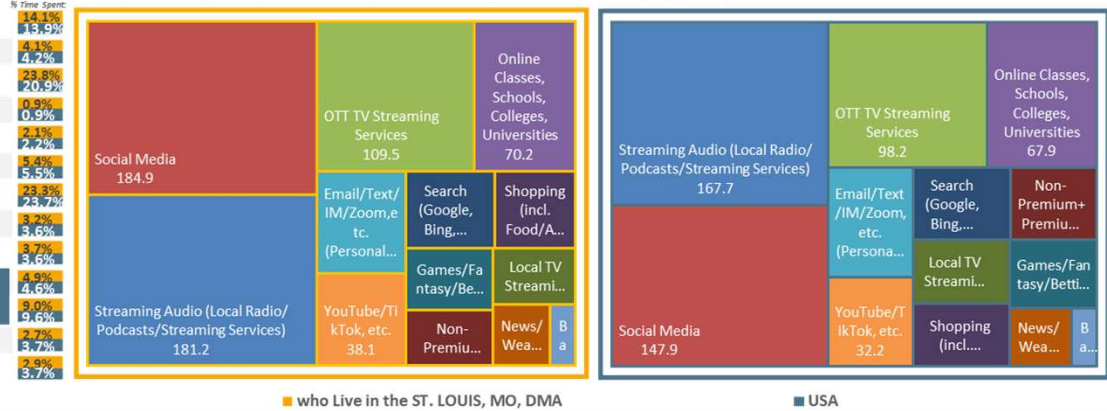 % Time Spent:
14.1%
13.9%
4.1%
4.2%
23.8%
20.9%
0.9%
0.9%
2.1%
2.2%
5.4%
5.5%
23.3%
23.7%
3.2%
3.6%
3.7%
3.6%
4.9%
4.6%
9.0%
9.6%
2.7%
3.7%
2.9%
3.7%
Social Media
184.9
Streaming Audio (Local Radio/
Podcasts/Streaming Services)
181.2
OTT TV Streaming
Services
109.5
Online
Classes,
Schools,
Colleges,
Universities
70.2
Email/Text/
IM/Zoom,e
tc.
(Personal...
YouTube/Ti
kTok, etc.
38.1
Search
(Google,
Bing,...
Shopping
(incl.
Food/A...
Games/Fa
ntasy/Be...
Local TV
Streami...
Non-
Premiu...
News/
Wea...
B
a
Streaming Audio (Local Radio/
Podcasts/Streaming Services)
167.7
Social Media
147.9
OTT TV Streaming
Services
98.2
Online Classes,
Schools,
Colleges,
Universities
67.9
Email/Text
/IM/Zoom,
etc.
(Persona...
YouTube/T
ikTok, etc.
32.2
Search
(Google,
Bing,...
Non-
Premium+
Premiu...
Local TV
Streami...
Games/Fan
tasy/Betti...
Shopping
(incl....
News/
Wea...
B
a...
who Live in the ST. LOUIS, MO, DMA
USA